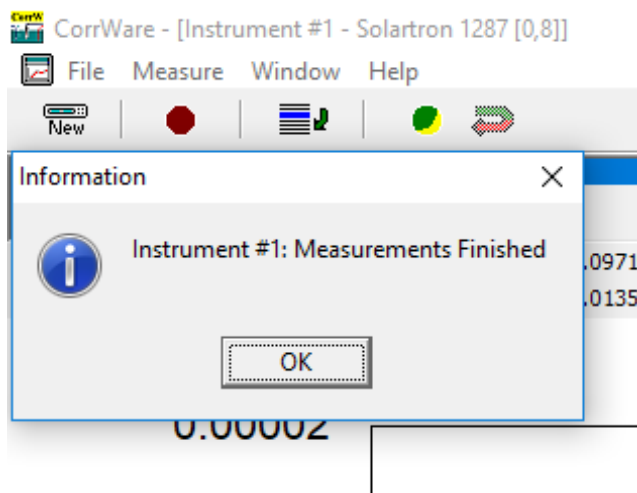 CorrW
CorrWare - [Instrument #1 - Solartron 1287 [0,8]]
File Measure Window Help
New
Information
Instrument #1: Measurements Finished
.0971
.0135
OK
0.00002